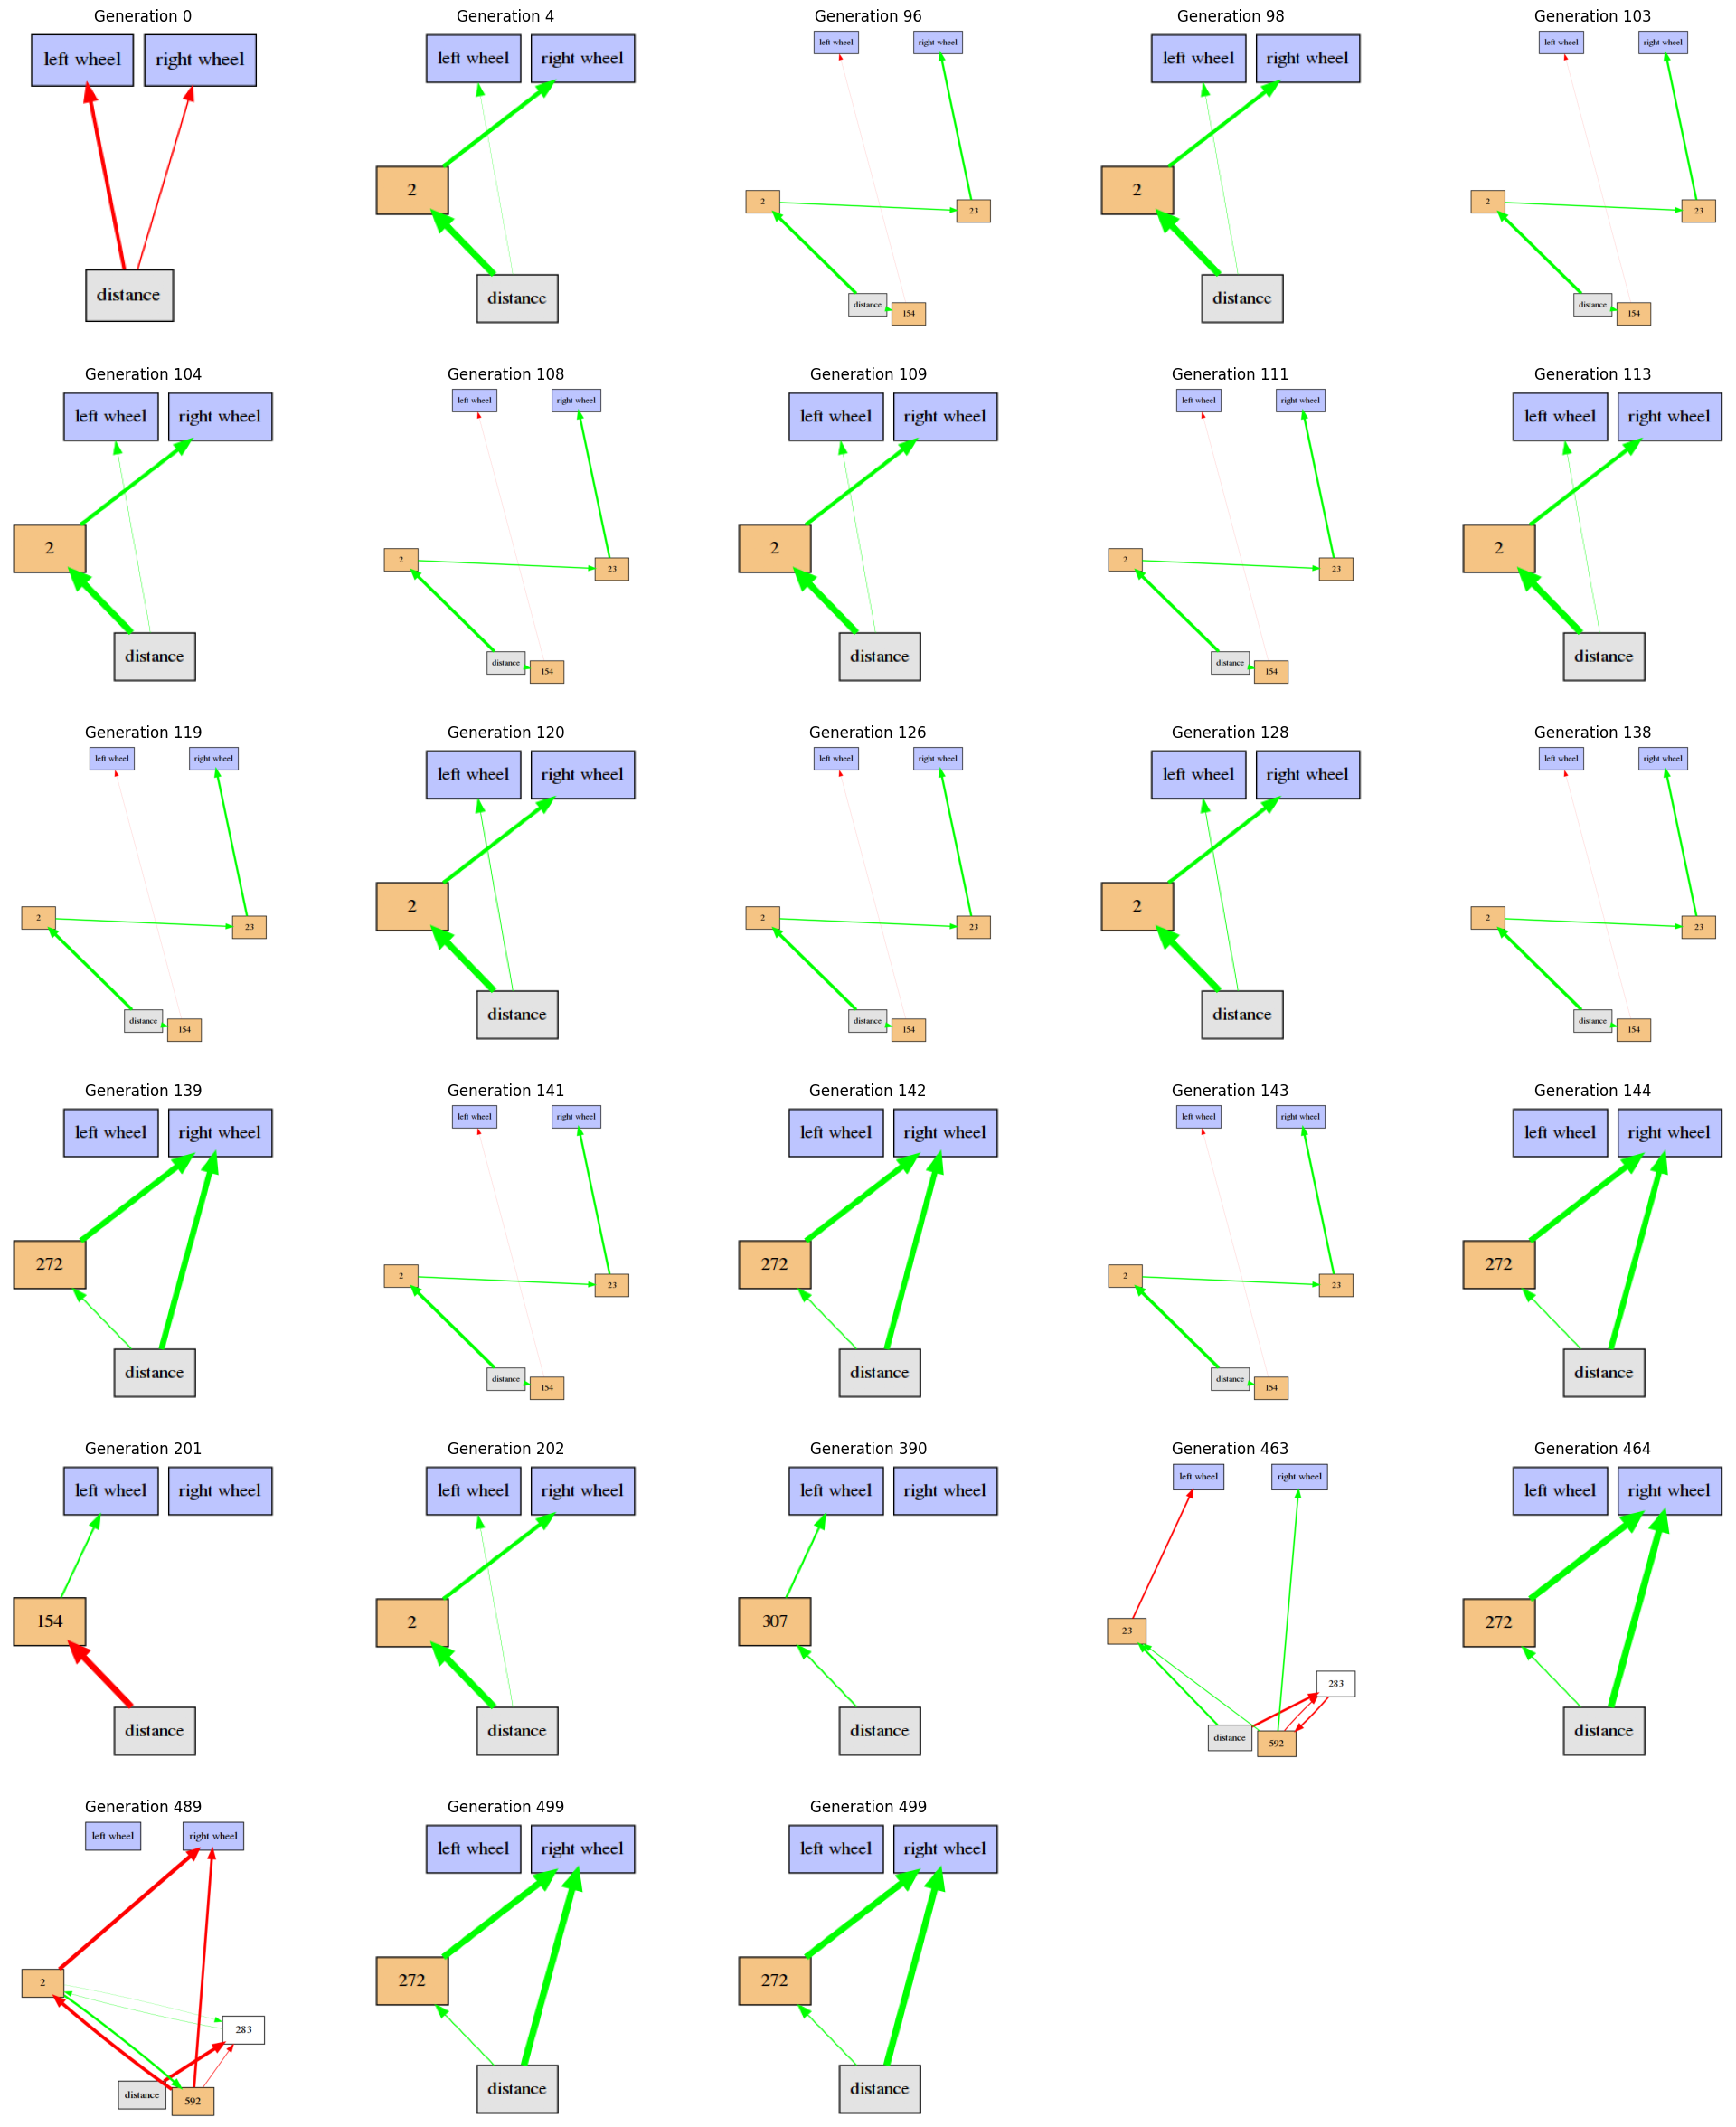 Generation 0
left wheel
right wheel
distance
Generation 4
left wheel
right wheel
2
distance
Generation 96
left wheel
right wheel
2
23
distance
154
Generation 98
left wheel
right wheel
2
distance
Generation 103
left wheel
right wheel
2
23
distance
154
Generation 104
left wheel
right wheel
2
distance
Generation 108
left wheel
right wheel
2
23
distance
154
Generation 109
left wheel
right wheel
2
distance
Generation 111
left wheel
right wheel
2
23
distance
154
Generation 113
left wheel
right wheel
2
distance
Generation 119
left wheel
right wheel
2
23
distance
154
Generation 120
left wheel
right wheel
2
distance
Generation 126
left wheel
right wheel
2
23
distance
154
Generation 128
left wheel
right wheel
2
distance
Generation 138
left wheel
right wheel
2
23
distance
154
Generation 139
left wheel
right wheel
272
distance
Generation 141
left wheel
right wheel
2
23
distance
154
Generation 142
left wheel
right wheel
272
distance
Generation 143
left wheel
right wheel
2
23
distance
154
Generation 144
left wheel
right wheel
272
distance
Generation 201
left wheel
right wheel
154
distance
Generation 202
left wheel
right wheel
2
distance
Generation 390
left wheel
right wheel
307
distance
Generation 463
left wheel
right wheel
23
283
distance
592
Generation 464
left wheel
right wheel
272
distance
Generation 489
left wheel
right wheel
2
283
distance
592
Generation 499
left wheel
right wheel
272
distance
Generation 499
left wheel
right wheel
272
distance